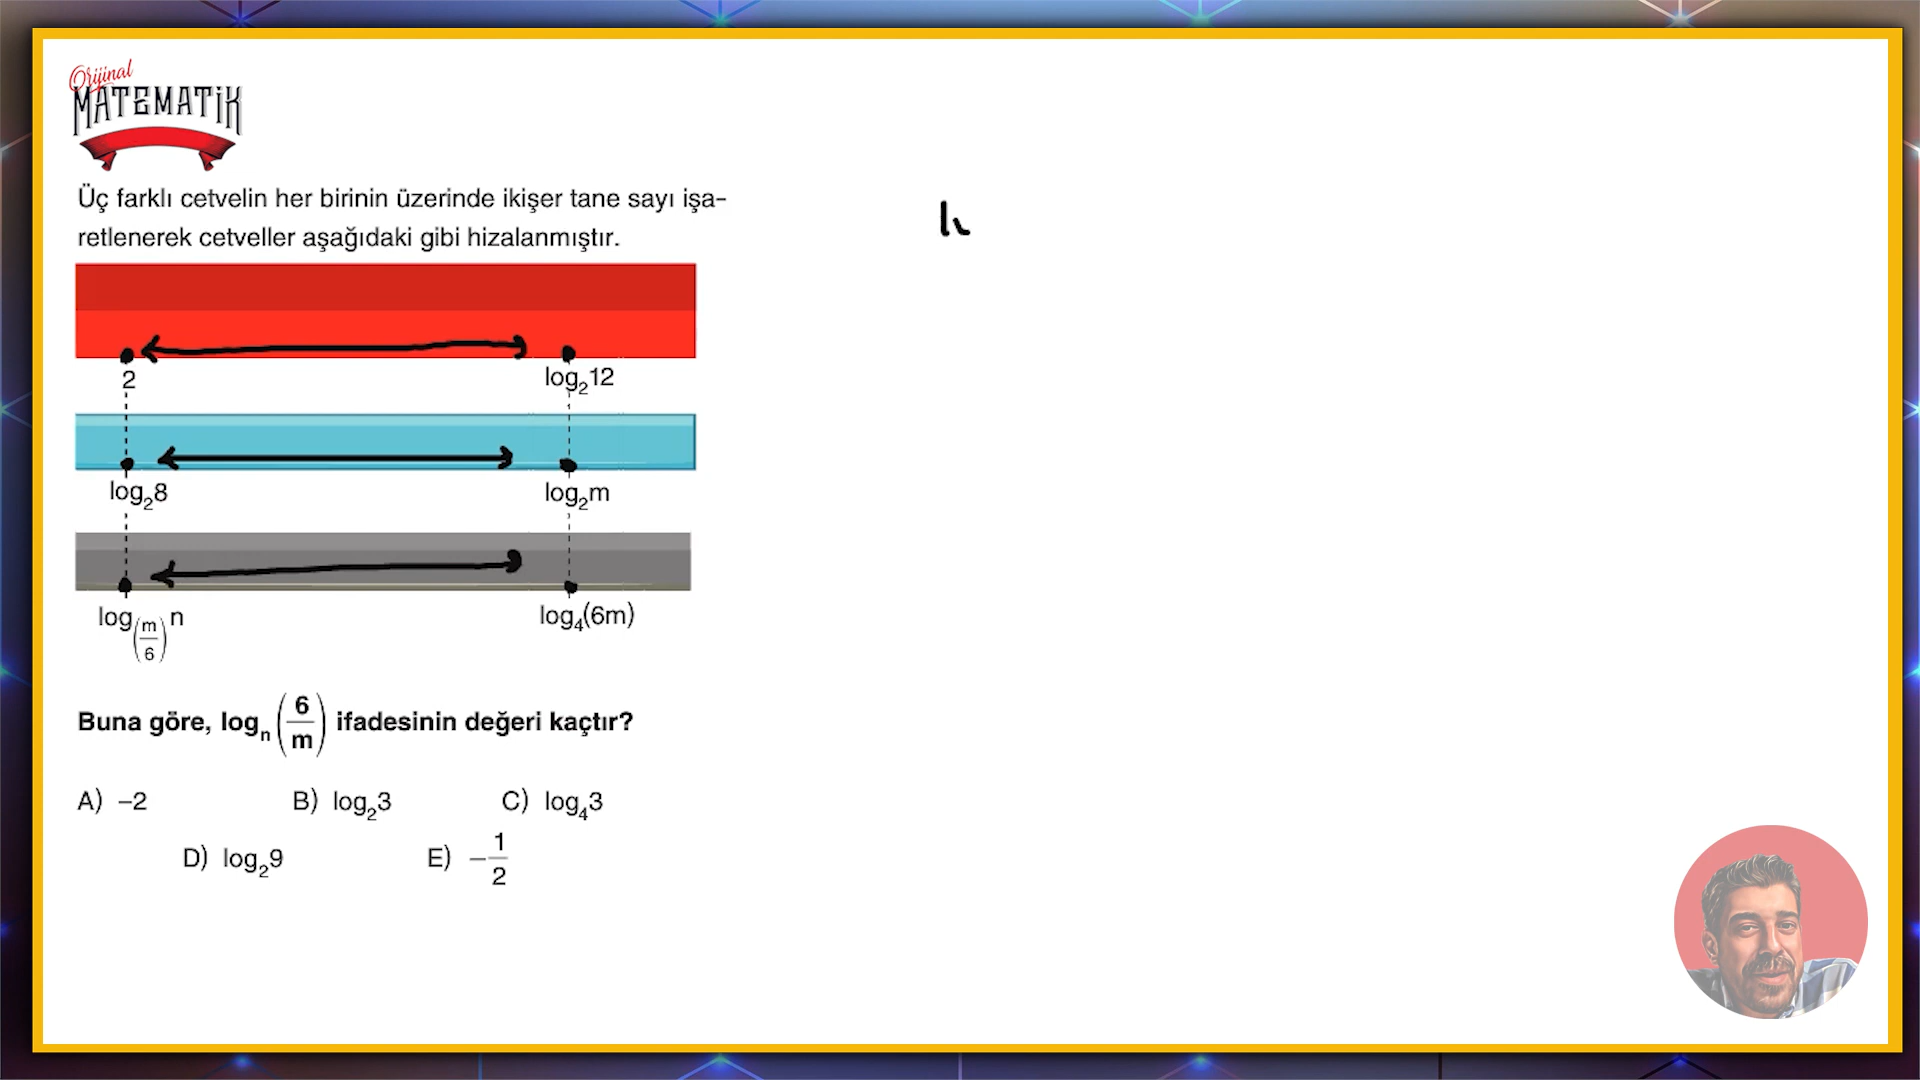 Orijinal
MATEMATiK
Üç farklı cetvelin her birinin üzerinde ikişer tane sayı işa-
retlenerek cetveller aşağıdaki gibi hizalanmıştır.
2 log₂12
log₂8 log₂m
log₍m/6₎ n log₄(6m)
Buna göre, logₙ(6/m) ifadesinin değeri kaçtır?
A) –2 B) log₂3 C) log₄3
D) log₂9 E) –1/2